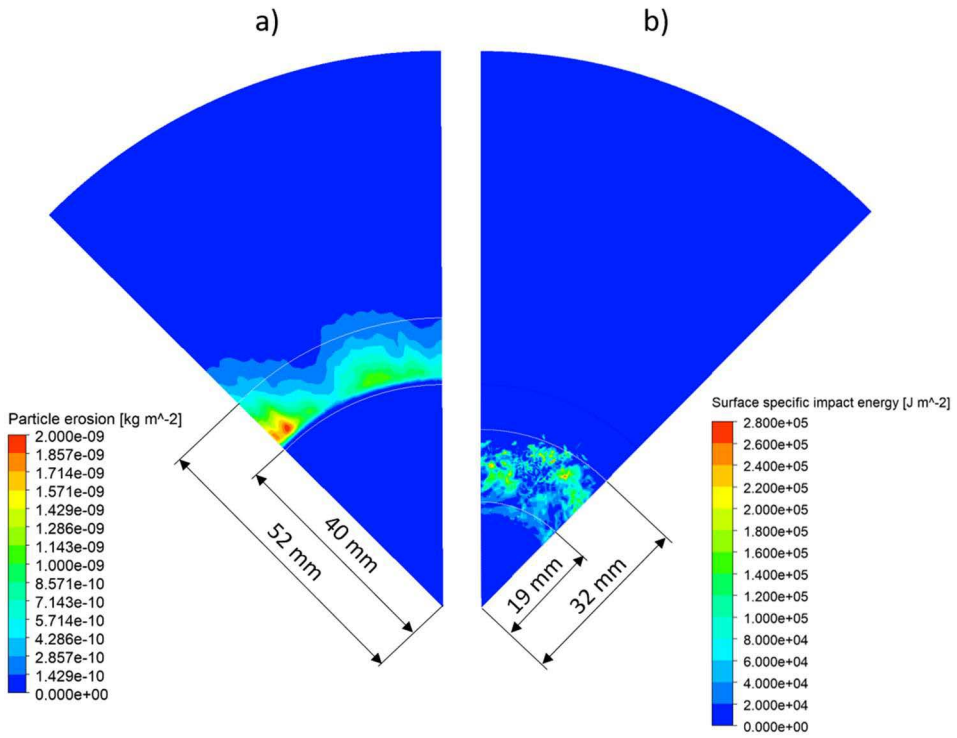 a)
b)
Particle erosion [kg m^-2]
2.000e-09
1.857e-09
1.714e-09
1.571e-09
1.429e-09
1.286e-09
1.143e-09
1.000e-09
8.571e-10
7.143e-10
5.714e-10
4.286e-10
2.857e-10
1.429e-10
0.000e+00
52 mm
40 mm
19 mm
32 mm
Surface specific impact energy [J m^-2]
2.800e+05
2.600e+05
2.400e+05
2.200e+05
2.000e+05
1.800e+05
1.600e+05
1.400e+05
1.200e+05
1.000e+05
8.000e+04
6.000e+04
4.000e+04
2.000e+04
0.000e+00